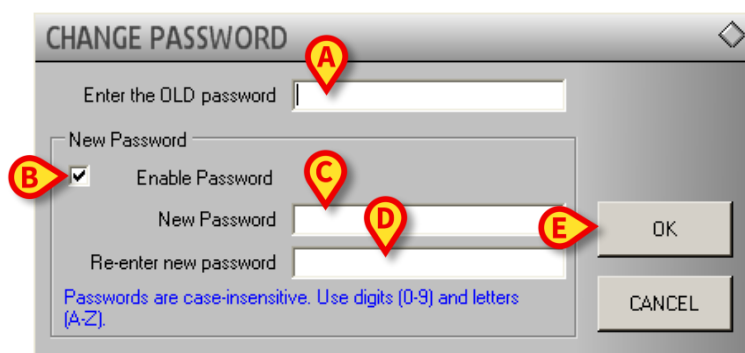 CHANGE PASSWORD
A
Enter the OLD password
New Password
B
Enable Password
C
New Password
D
E
OK
Re-enter new password
Passwords are case-insensitive. Use digits (0-9) and letters
(A-Z).
CANCEL